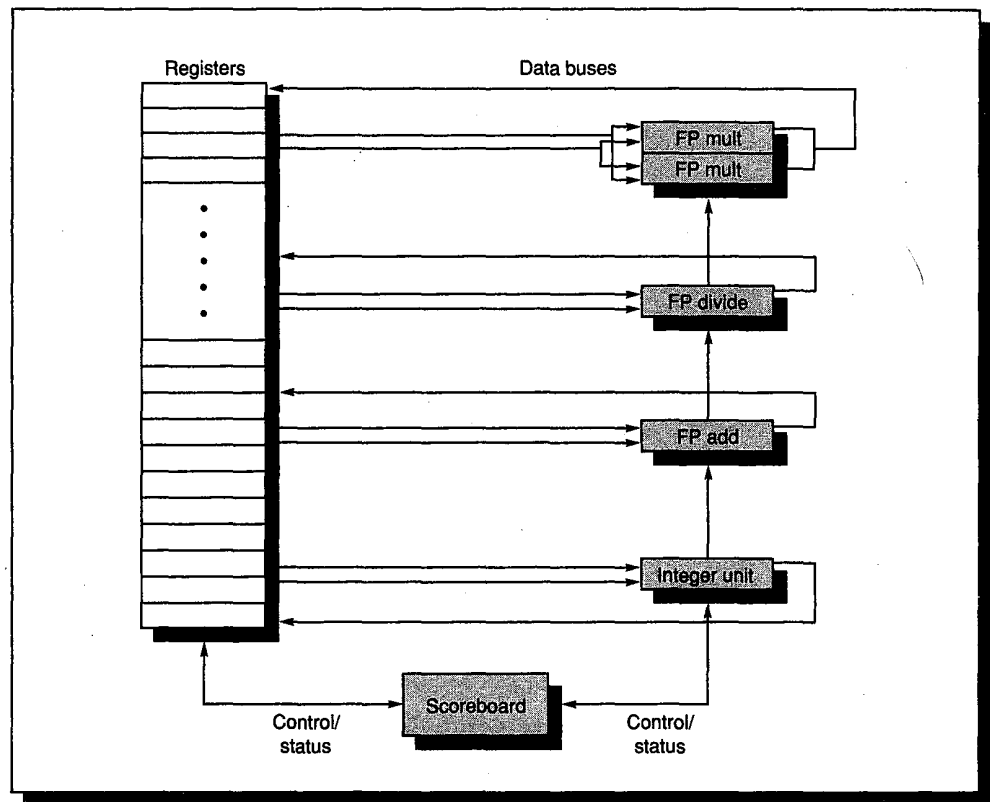 Registers
Data buses
FP mult
FP mult
FP divide
FP add
Integer unit
Scoreboard
Control/
status
Control/
status